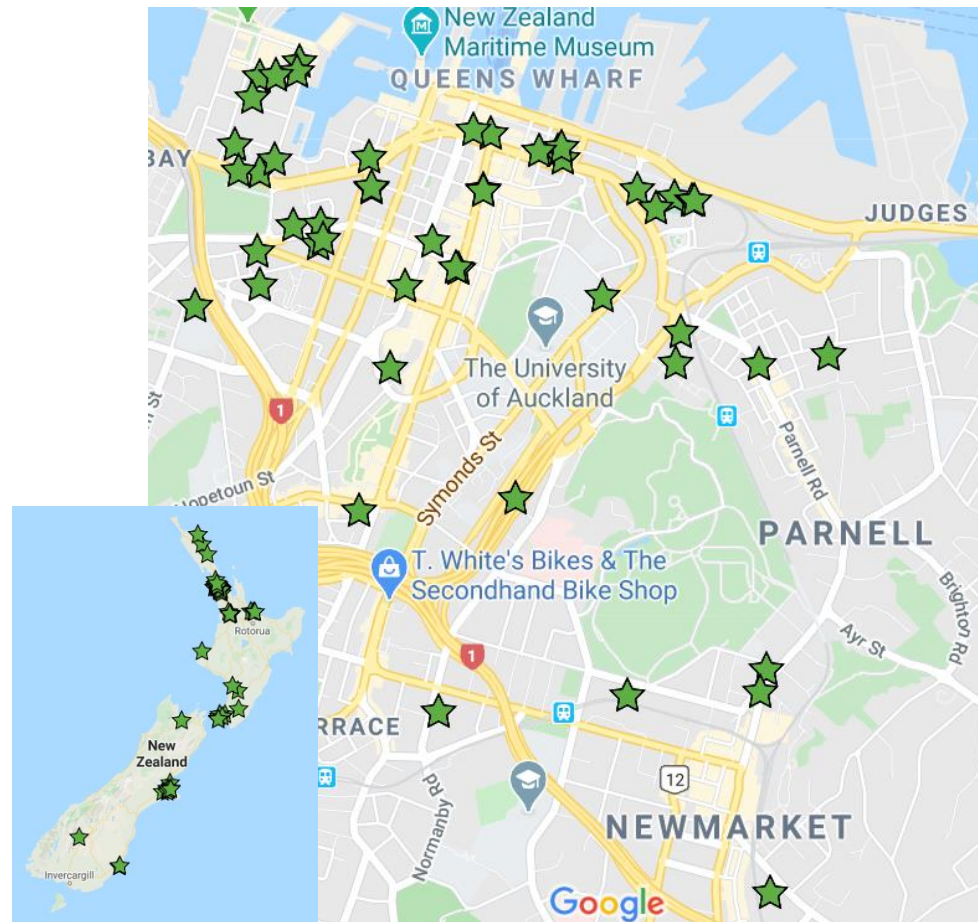 New Zealand
Maritime Museum
QUEENS WHARF
BAY
JUDGES
The University
of Auckland
1
Symonds St
Parnell Rd
Hopetoun St
PARNELL
T. White's Bikes & The
Secondhand Bike Shop
Brighton Rd
Ayr St
1
RRACE
12
Normanby Rd
NEWMARKET
Google
Rotorua
New
Zealand
Invercargill